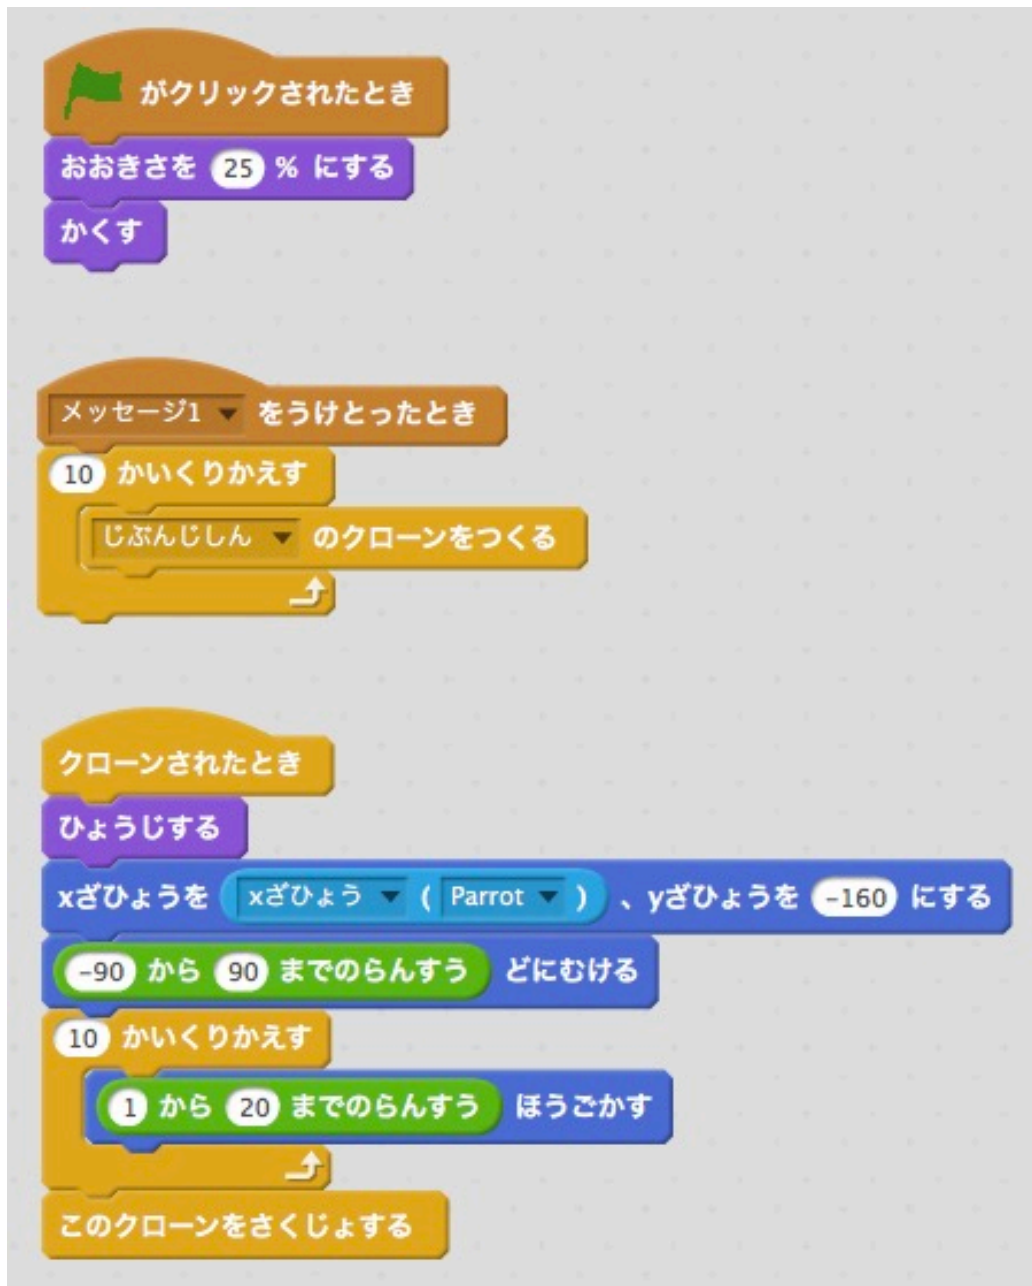 がクリックされたとき
おおきさを 25 % にする
かくす
メッセージ1 をうけとったとき
10 かいくりかえす
じぶんじしん のクローンをつくる
クローンされたとき
ひょうじする
xざひょうを xざひょう ( Parrot ) 、yざひょうを -160 にする
-90 から 90 までのらんすう どにむける
10 かいくりかえす
1 から 20 までのらんすう ほうごかす
このクローンをさくじょする